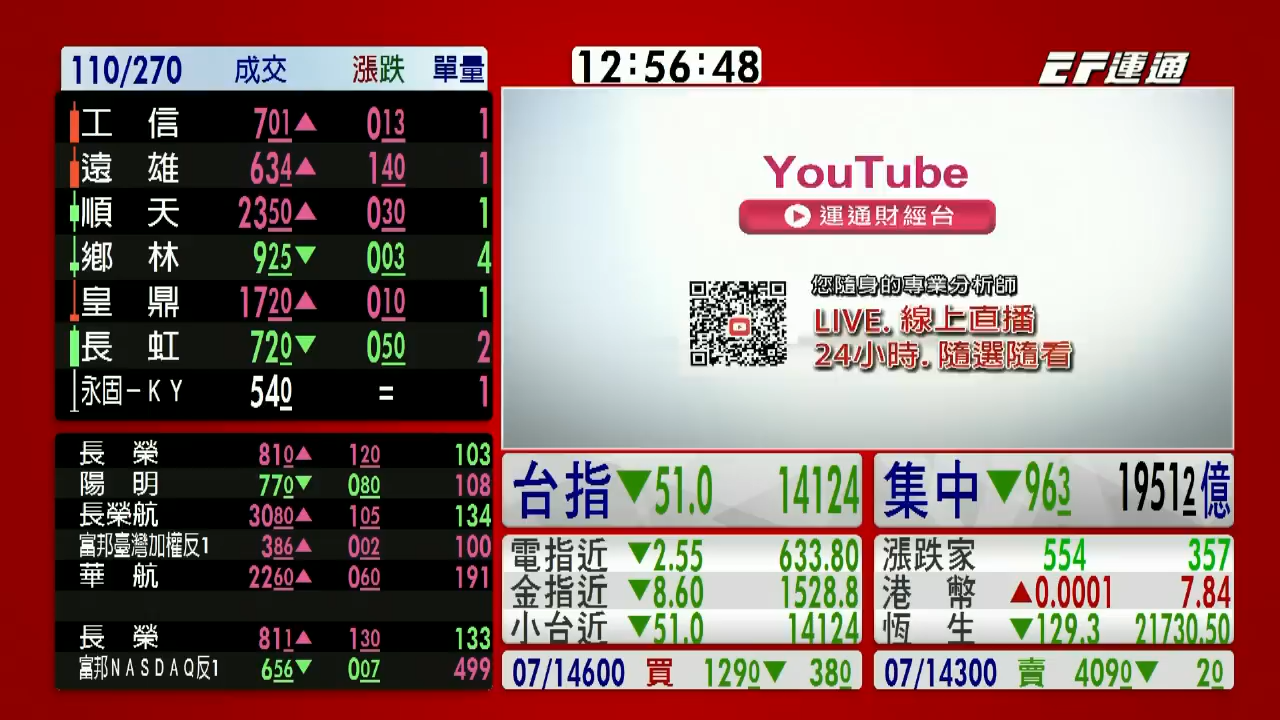 12:56:48
EF運通
110/270 成交 漲跌 單量
工信 701▲ 013 1
遠雄 634▲ 140 1
順天 2350▲ 030 1
鄉林 925▼ 003 4
皇鼎 1720▲ 010 1
長虹 720▼ 050 2
永固-KY 540 = 1
長榮 810▲ 120 103
陽明 770▼ 080 108
長榮航 3080▲ 105 134
富邦臺灣加權反1 386▲ 002 100
華航 2260▲ 060 191
長榮 811▲ 130 133
富邦NASDAQ反1 656▼ 007 499
YouTube
運通財經台
您隨身的專業分析師
LIVE. 線上直播
24小時. 隨選隨看
台指▼51.0 14124
集中▼963 19512億
電指近 ▼2.55 633.80
金指近 ▼8.60 1528.8
小台近 ▼51.0 14124
漲跌家 554 357
港幣 ▲0.0001 7.84
恆生 ▼129.3 21730.50
07/14600 買 1290▼ 380
07/14300 賣 4090▼ 20